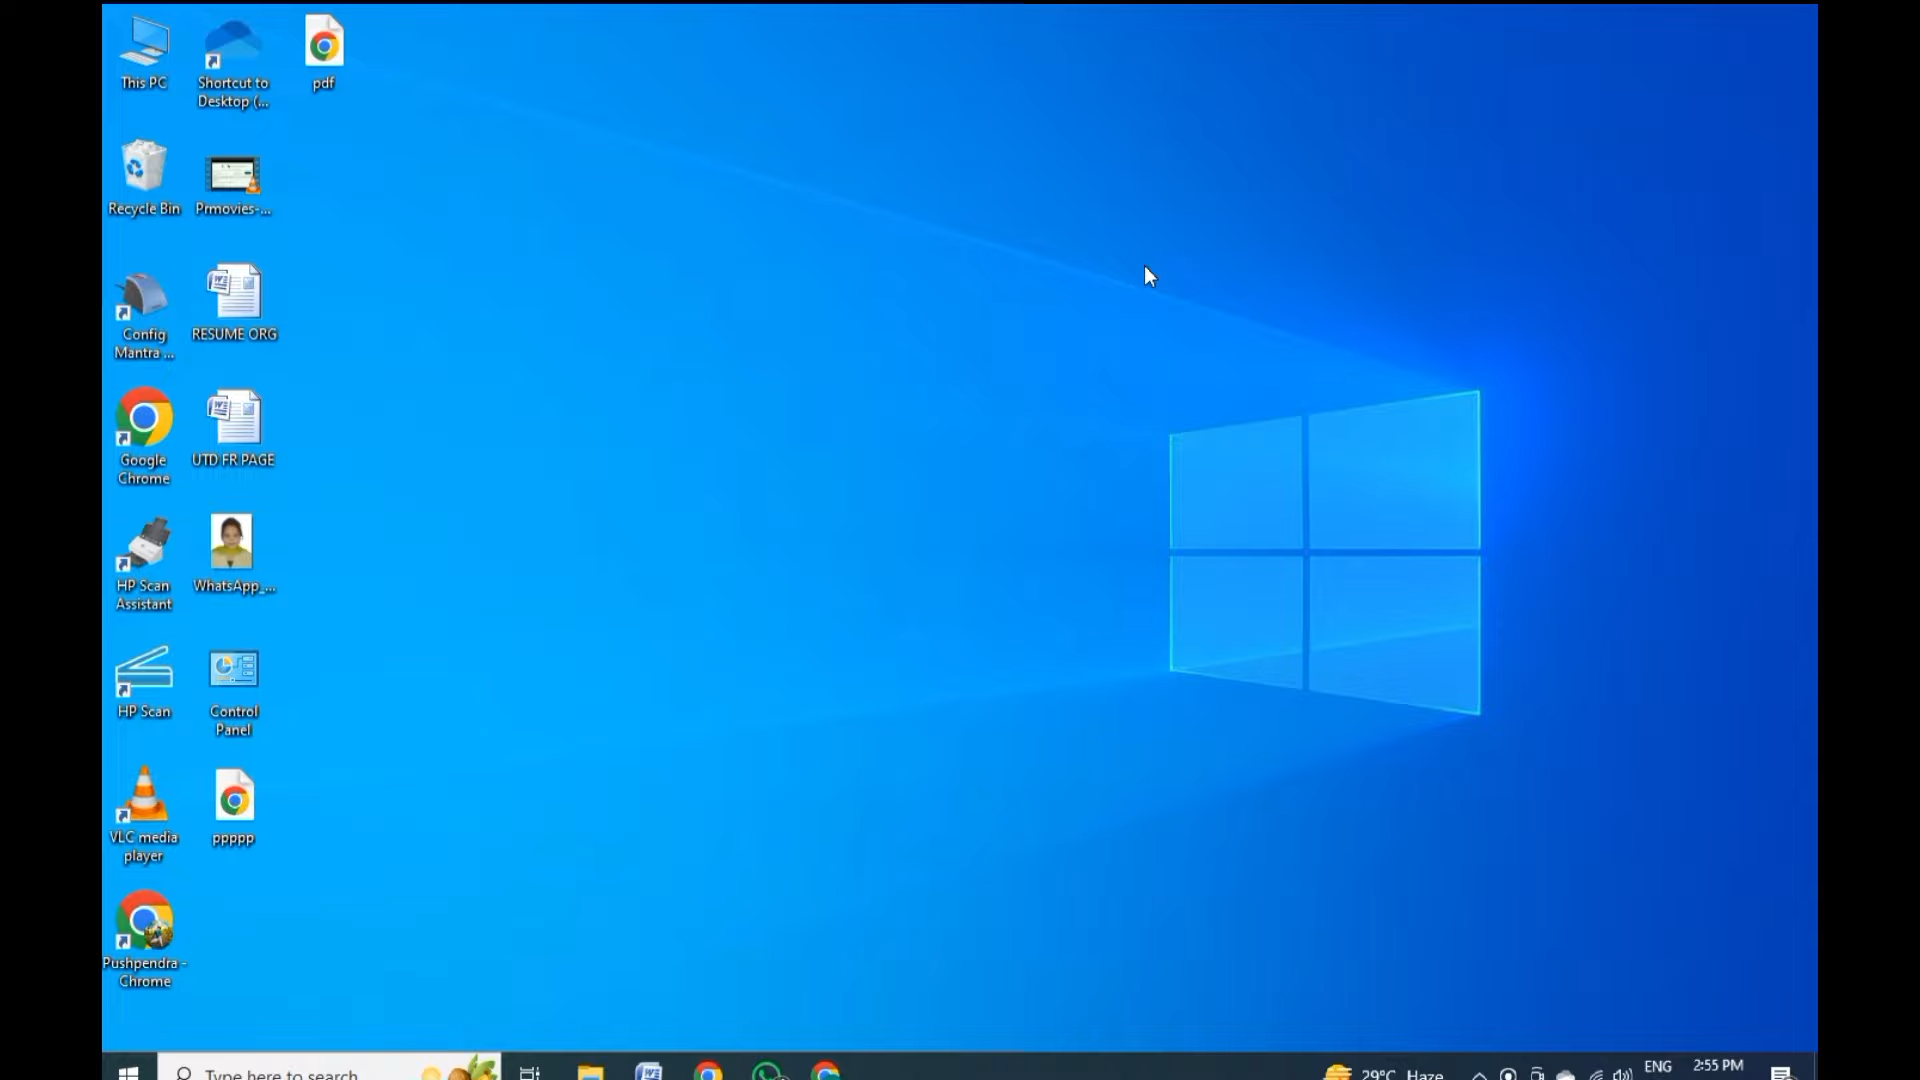 This PC
Shortcut to
Desktop (...
pdf
Recycle Bin
Prmovies-...
Config
Mantra ...
RESUME ORG
Google
Chrome
UTD FR PAGE
HP Scan
Assistant
WhatsApp_...
HP Scan
Control
Panel
VLC media
player
ppppp
Pushpendra -
Chrome
Type here to search
29°C Haze
ENG
2:55 PM